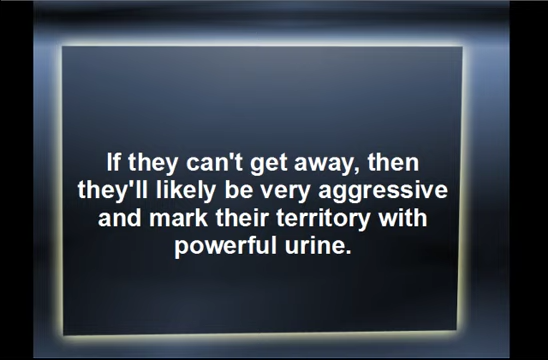 If they can't get away, then
they'll likely be very aggressive
and mark their territory with
powerful urine.